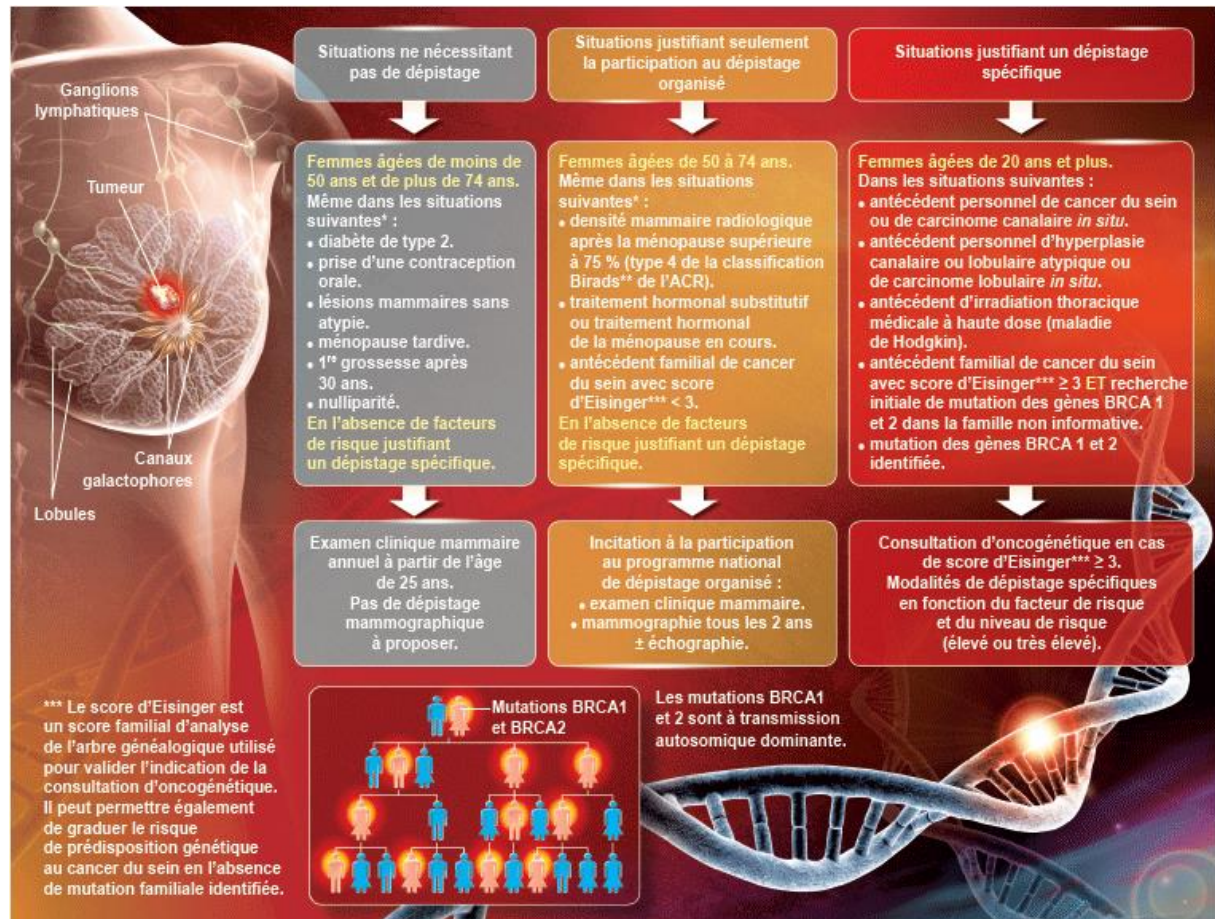 Situations ne nécessitant
pas de dépistage
Situations justifiant seulement
la participation au dépistage
organisé
Situations justifiant un dépistage
spécifique
Ganglions
lymphatiques
Tumeur
Canaux
galactophores
Lobules
Femmes âgées de moins de
50 ans et de plus de 74 ans.
Même dans les situations
suivantes* :
• diabète de type 2.
• prise d'une contraception
orale.
• lésions mammaires sans
atypie.
• ménopause tardive.
• 1re grossesse après
30 ans.
• nulliparité.
En l'absence de facteurs
de risque justifiant
un dépistage spécifique.
Femmes âgées de 50 à 74 ans.
Même dans les situations
suivantes* :
• densité mammaire radiologique
après la ménopause supérieure
à 75 % (type 4 de la classification
Birads** de l'ACR).
• traitement hormonal substitutif
ou traitement hormonal
de la ménopause en cours.
• antécédent familial de cancer
du sein avec score
d'Eisinger*** < 3.
En l'absence de facteurs
de risque justifiant un dépistage
spécifique.
Femmes âgées de 20 ans et plus.
Dans les situations suivantes :
• antécédent personnel de cancer du sein
ou de carcinome canalaire in situ.
• antécédent personnel d'hyperplasie
canalaire ou lobulaire atypique ou
de carcinome lobulaire in situ.
• antécédent d'irradiation thoracique
médicale à haute dose (maladie
de Hodgkin).
• antécédent familial de cancer du sein
avec score d'Eisinger*** ≥ 3 ET recherche
initiale de mutation des gènes BRCA 1
et 2 dans la famille non informative.
• mutation des gènes BRCA 1 et 2
identifiée.
Examen clinique mammaire
annuel à partir de l'âge
de 25 ans.
Pas de dépistage
mammographique
à proposer.
Incitation à la participation
au programme national
de dépistage organisé :
• examen clinique mammaire.
• mammographie tous les 2 ans
± échographie.
Consultation d'oncogénétique en cas
de score d'Eisinger*** ≥ 3.
Modalités de dépistage spécifiques
en fonction du facteur de risque
et du niveau de risque
(élevé ou très élevé).
*** Le score d'Eisinger est
un score familial d'analyse
de l'arbre généalogique utilisé
pour valider l'indication de la
consultation d'oncogénétique.
Il peut permettre également
de graduer le risque
de prédisposition génétique
au cancer du sein en l'absence
de mutation familiale identifiée.
Mutations BRCA1
et BRCA2
Les mutations BRCA1
et 2 sont à transmission
autosomique dominante.